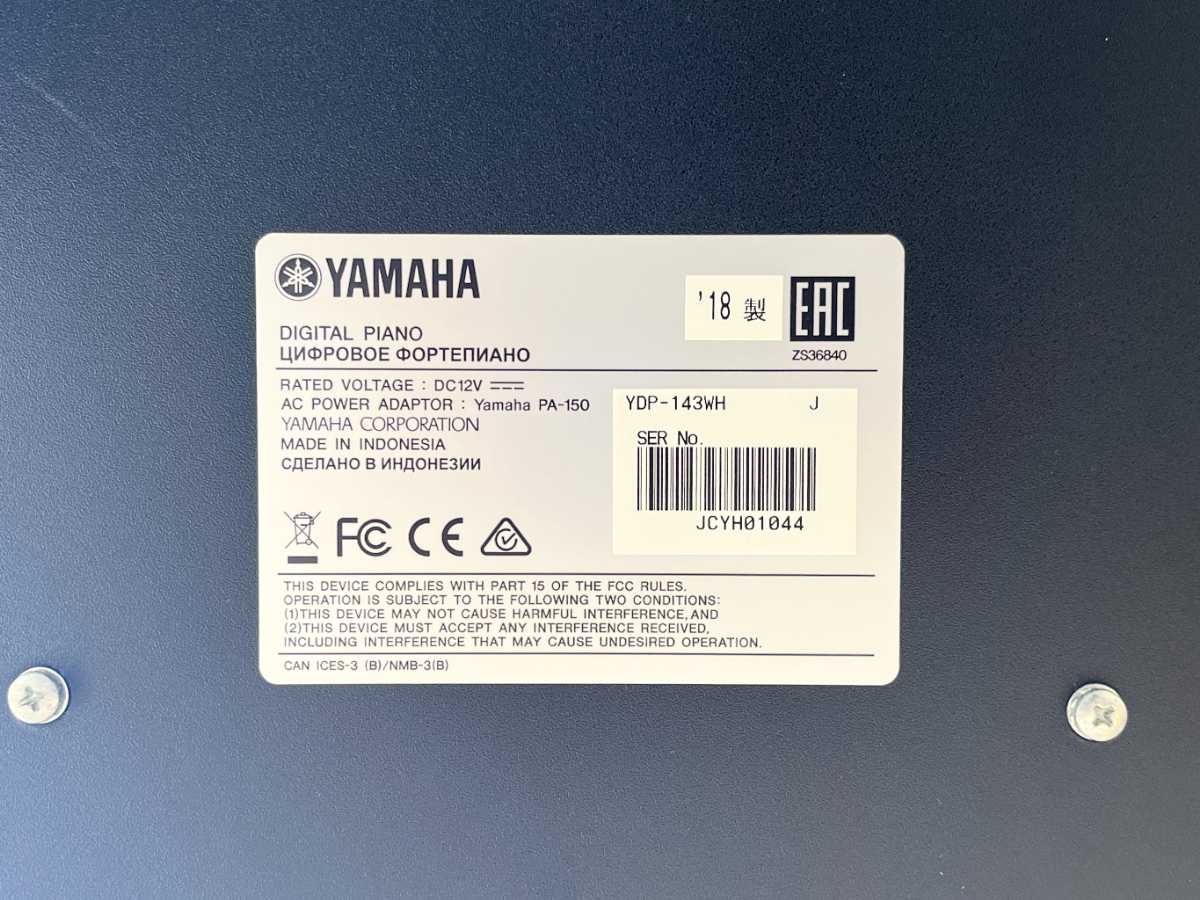 YAMAHA
'18 製
EAC
ZS36840
DIGITAL PIANO
ЦИФРОВОЕ ФОРТЕПИАНО
RATED VOLTAGE : DC12V
AC POWER ADAPTOR : Yamaha PA-150
YAMAHA CORPORATION
MADE IN INDONESIA
СДЕЛАНО В ИНДОНЕЗИИ
YDP-143WH J
SER No.
JCYH01044
FC CE
THIS DEVICE COMPLIES WITH PART 15 OF THE FCC RULES.
OPERATION IS SUBJECT TO THE FOLLOWING TWO CONDITIONS:
(1)THIS DEVICE MAY NOT CAUSE HARMFUL INTERFERENCE, AND
(2)THIS DEVICE MUST ACCEPT ANY INTERFERENCE RECEIVED,
INCLUDING INTERFERENCE THAT MAY CAUSE UNDESIRED OPERATION.
CAN ICES-3 (B)/NMB-3(B)